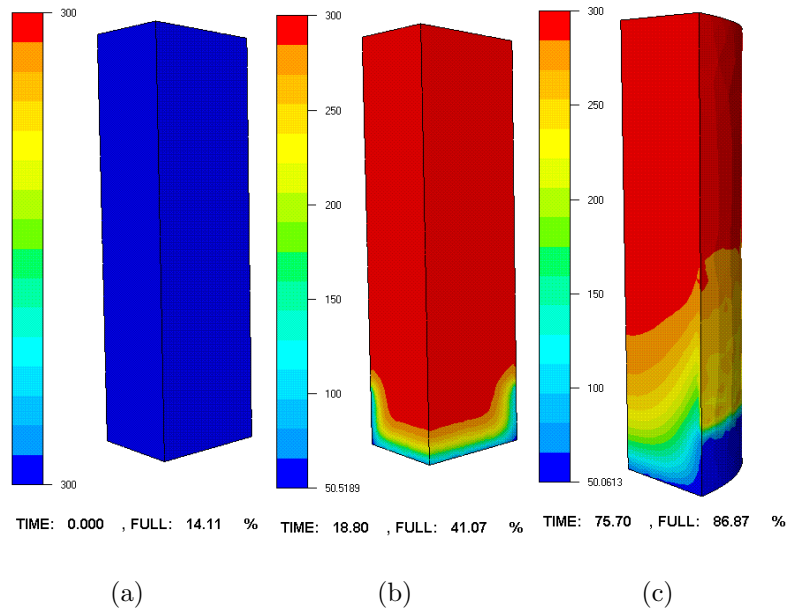 300
300
TIME: 0.000 , FULL: 14.11 %
(a)
300
250
200
150
100
50.5189
TIME: 18.80 , FULL: 41.07 %
(b)
300
250
200
150
100
50.0613
TIME: 75.70 , FULL: 86.87 %
(c)